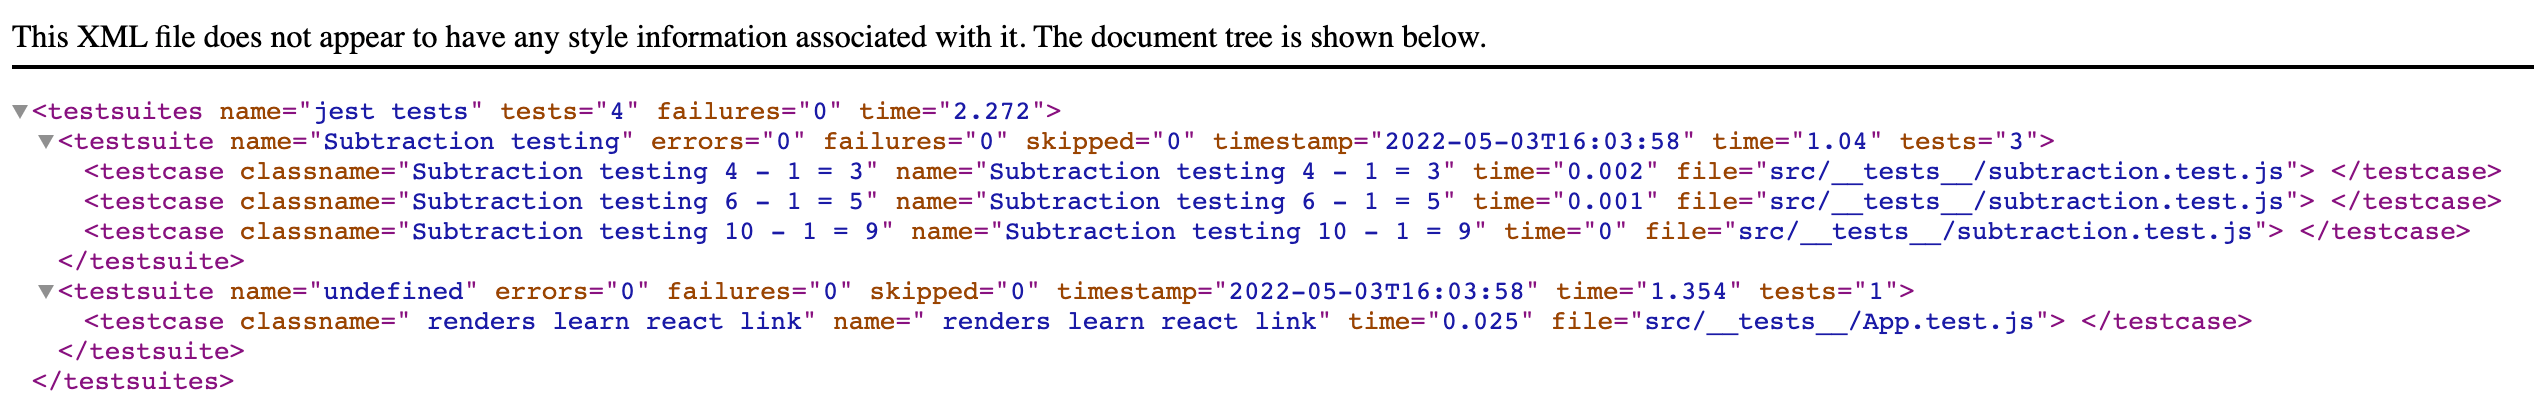 This XML file does not appear to have any style information associated with it. The document tree is shown below.
▼<testsuites name="jest tests" tests="4" failures="0" time="2.272">
▼<testsuite name="Subtraction testing" errors="0" failures="0" skipped="0" timestamp="2022-05-03T16:03:58" time="1.04" tests="3">
<testcase classname="Subtraction testing 4 - 1 = 3" name="Subtraction testing 4 - 1 = 3" time="0.002" file="src/__tests__/subtraction.test.js"> </testcase>
<testcase classname="Subtraction testing 6 - 1 = 5" name="Subtraction testing 6 - 1 = 5" time="0.001" file="src/__tests__/subtraction.test.js"> </testcase>
<testcase classname="Subtraction testing 10 - 1 = 9" name="Subtraction testing 10 - 1 = 9" time="0" file="src/__tests__/subtraction.test.js"> </testcase>
</testsuite>
▼<testsuite name="undefined" errors="0" failures="0" skipped="0" timestamp="2022-05-03T16:03:58" time="1.354" tests="1">
<testcase classname=" renders learn react link" name=" renders learn react link" time="0.025" file="src/__tests__/App.test.js"> </testcase>
</testsuite>
</testsuites>